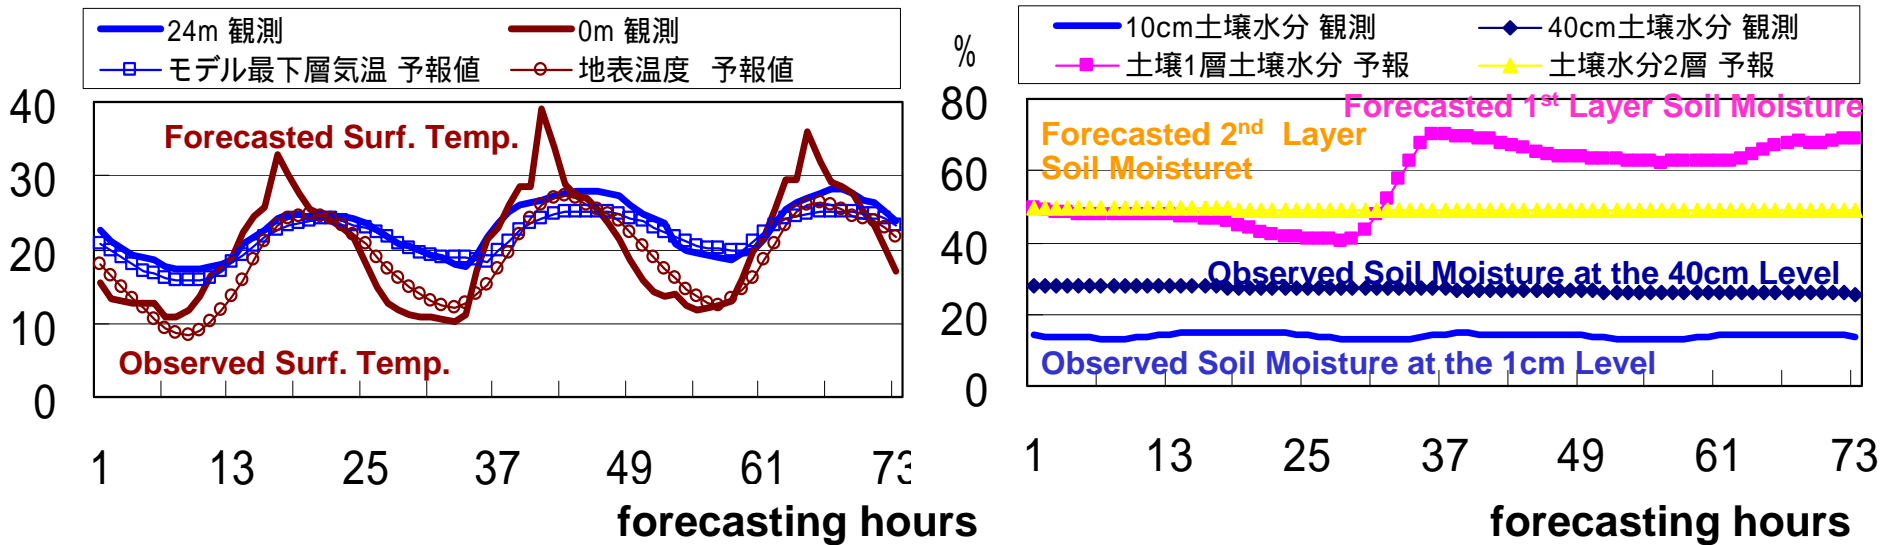 24m 観測
0m 観測
モデル最下層気温 予報値
地表温度 予報値
40
30
20
10
0
Forecasted Surf. Temp.
Observed Surf. Temp.
1 13 25 37 49 61 73
forecasting hours
10cm土壌水分 観測
40cm土壌水分 観測
土壌1層土壌水分 予報
土壌水分2層 予報
%
80
60
40
20
0
Forecasted 1st Layer Soil Moisture
Forecasted 2nd Layer
Soil Moisturet
Observed Soil Moisture at the 40cm Level
Observed Soil Moisture at the 1cm Level
1 13 25 37 49 61 73
forecasting hours